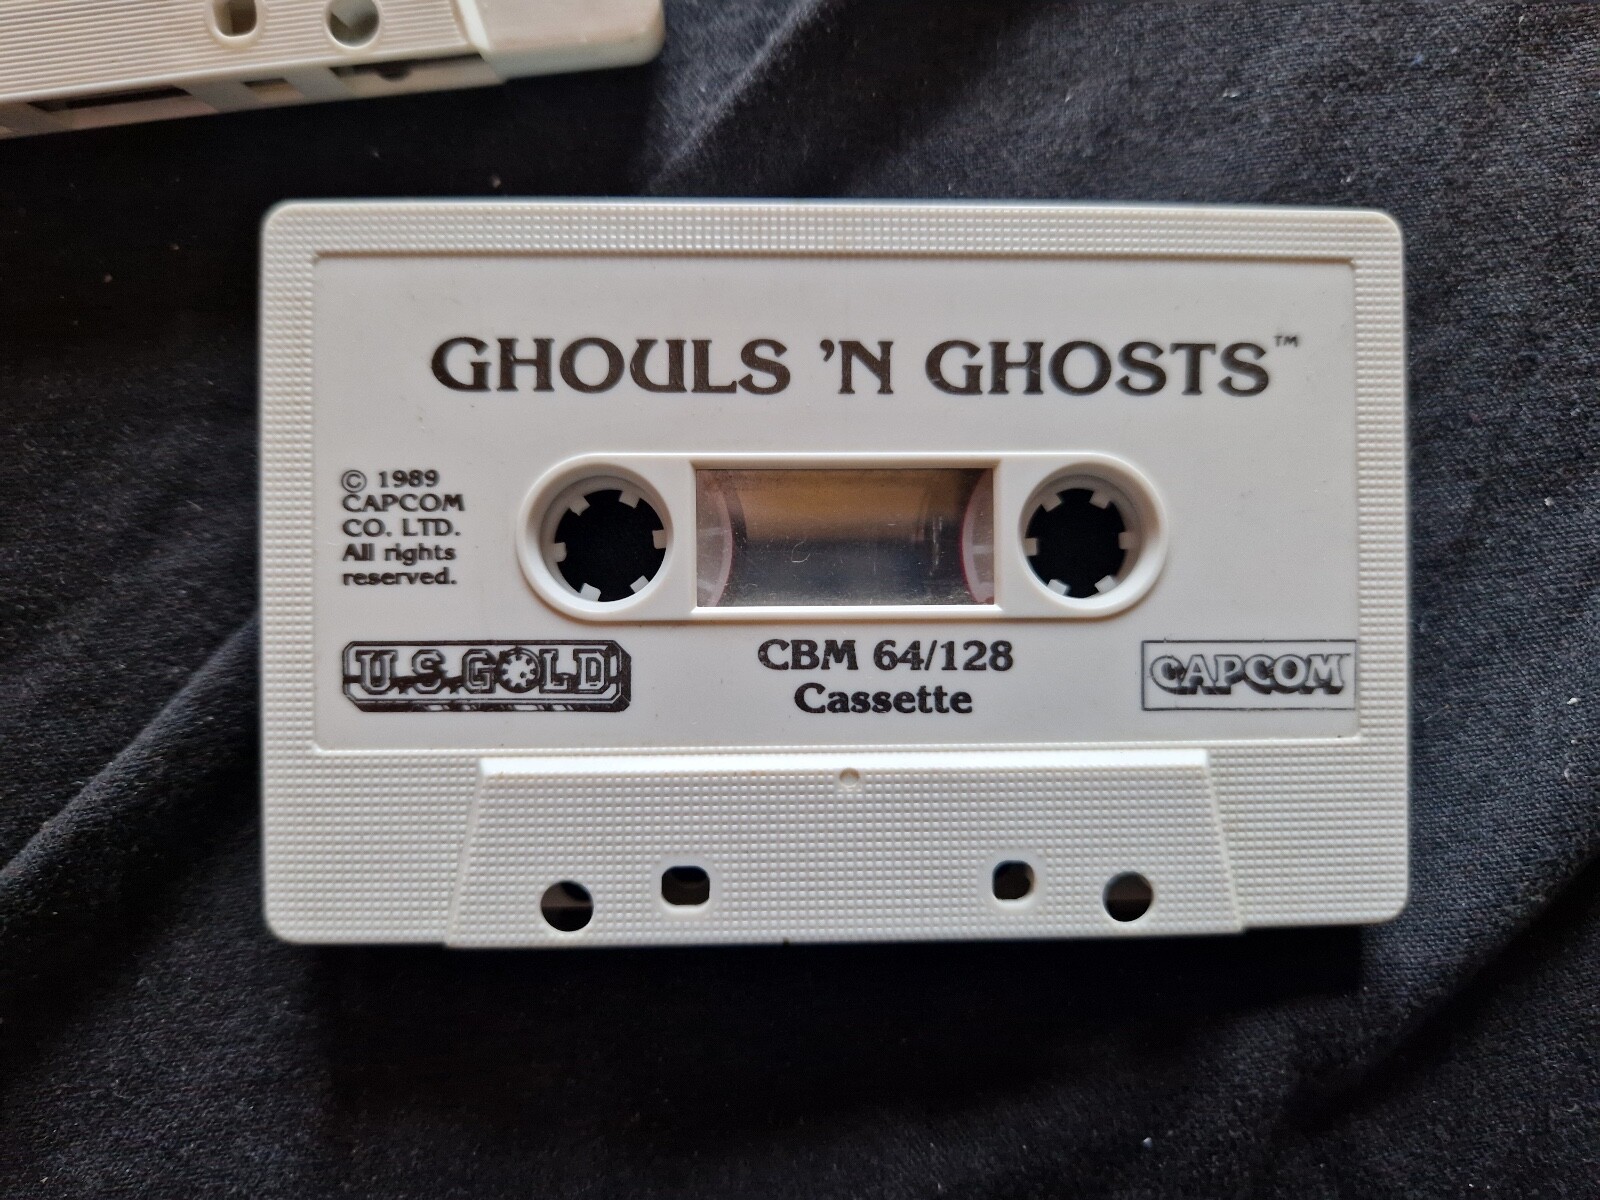 GHOULS 'N GHOSTS™
© 1989
CAPCOM
CO. LTD.
All rights
reserved.
U.S. GOLD
CBM 64/128
Cassette
CAPCOM